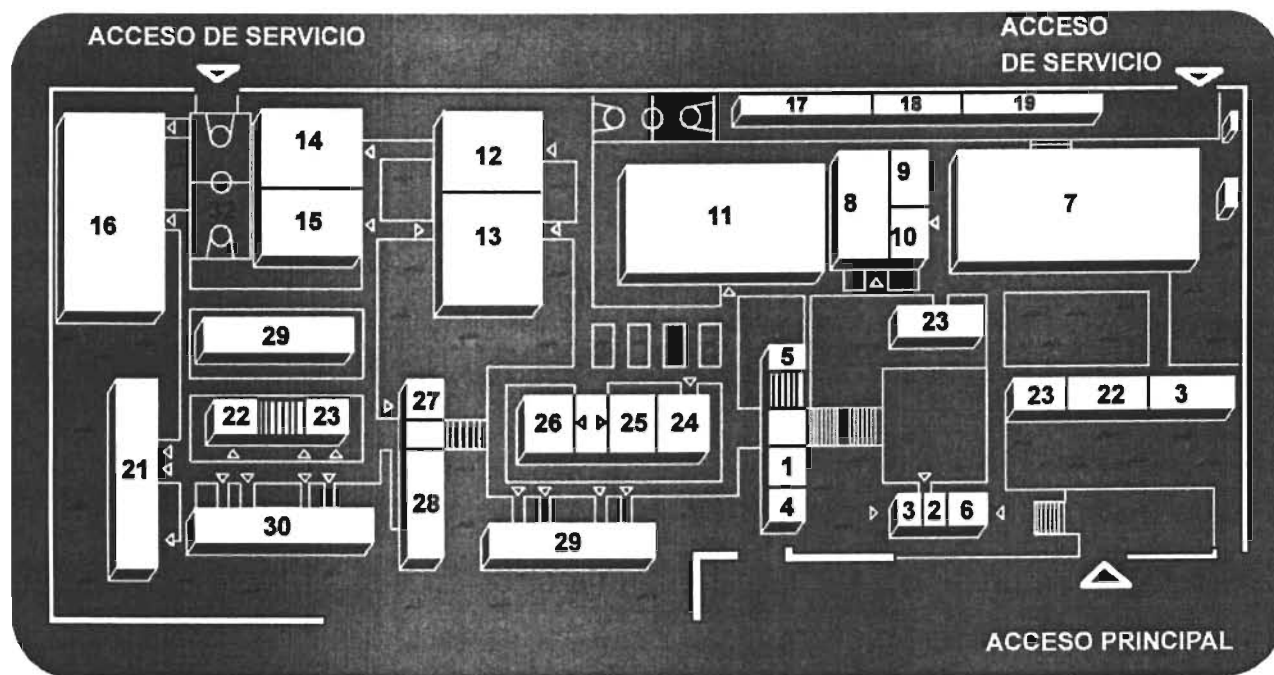 ACCESO DE SERVICIO
ACCESO
DE SERVICIO
17 18 19
14 12 9
16 11 8 7
15 13 10
23
29
5
27 23 22 3
22 23 26 25 24
21 1
28 4 3 2 6
30 29
ACCESO PRINCIPAL